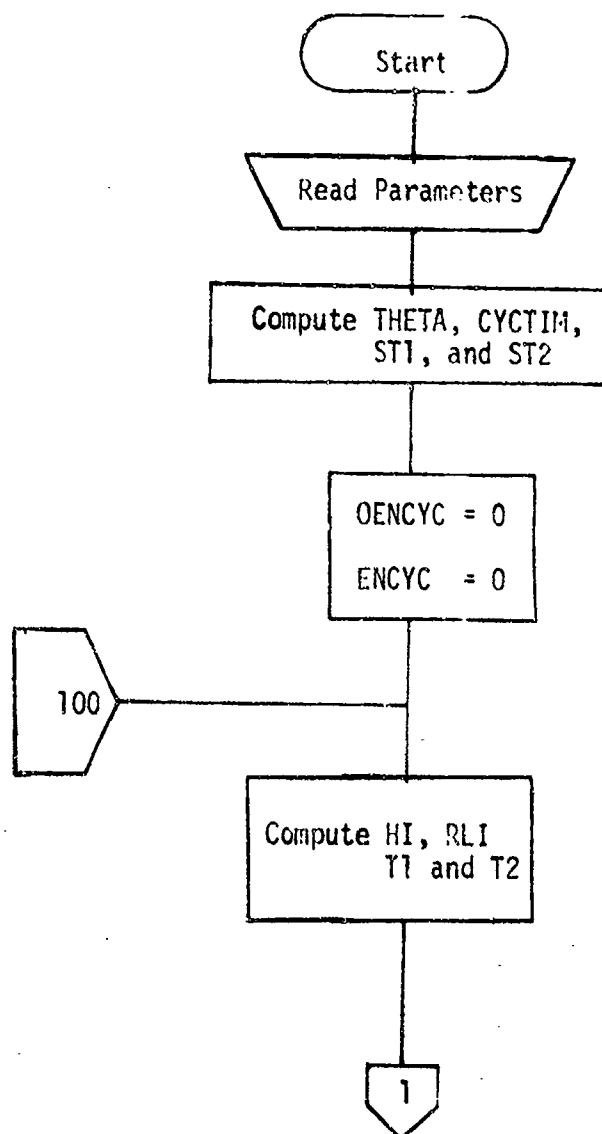 Start
Read Parameters
Compute THETA, CYCTIM,
ST1, and ST2
OENCYC = 0
ENCYC = 0
100
Compute HI, RLI
T1 and T2
1